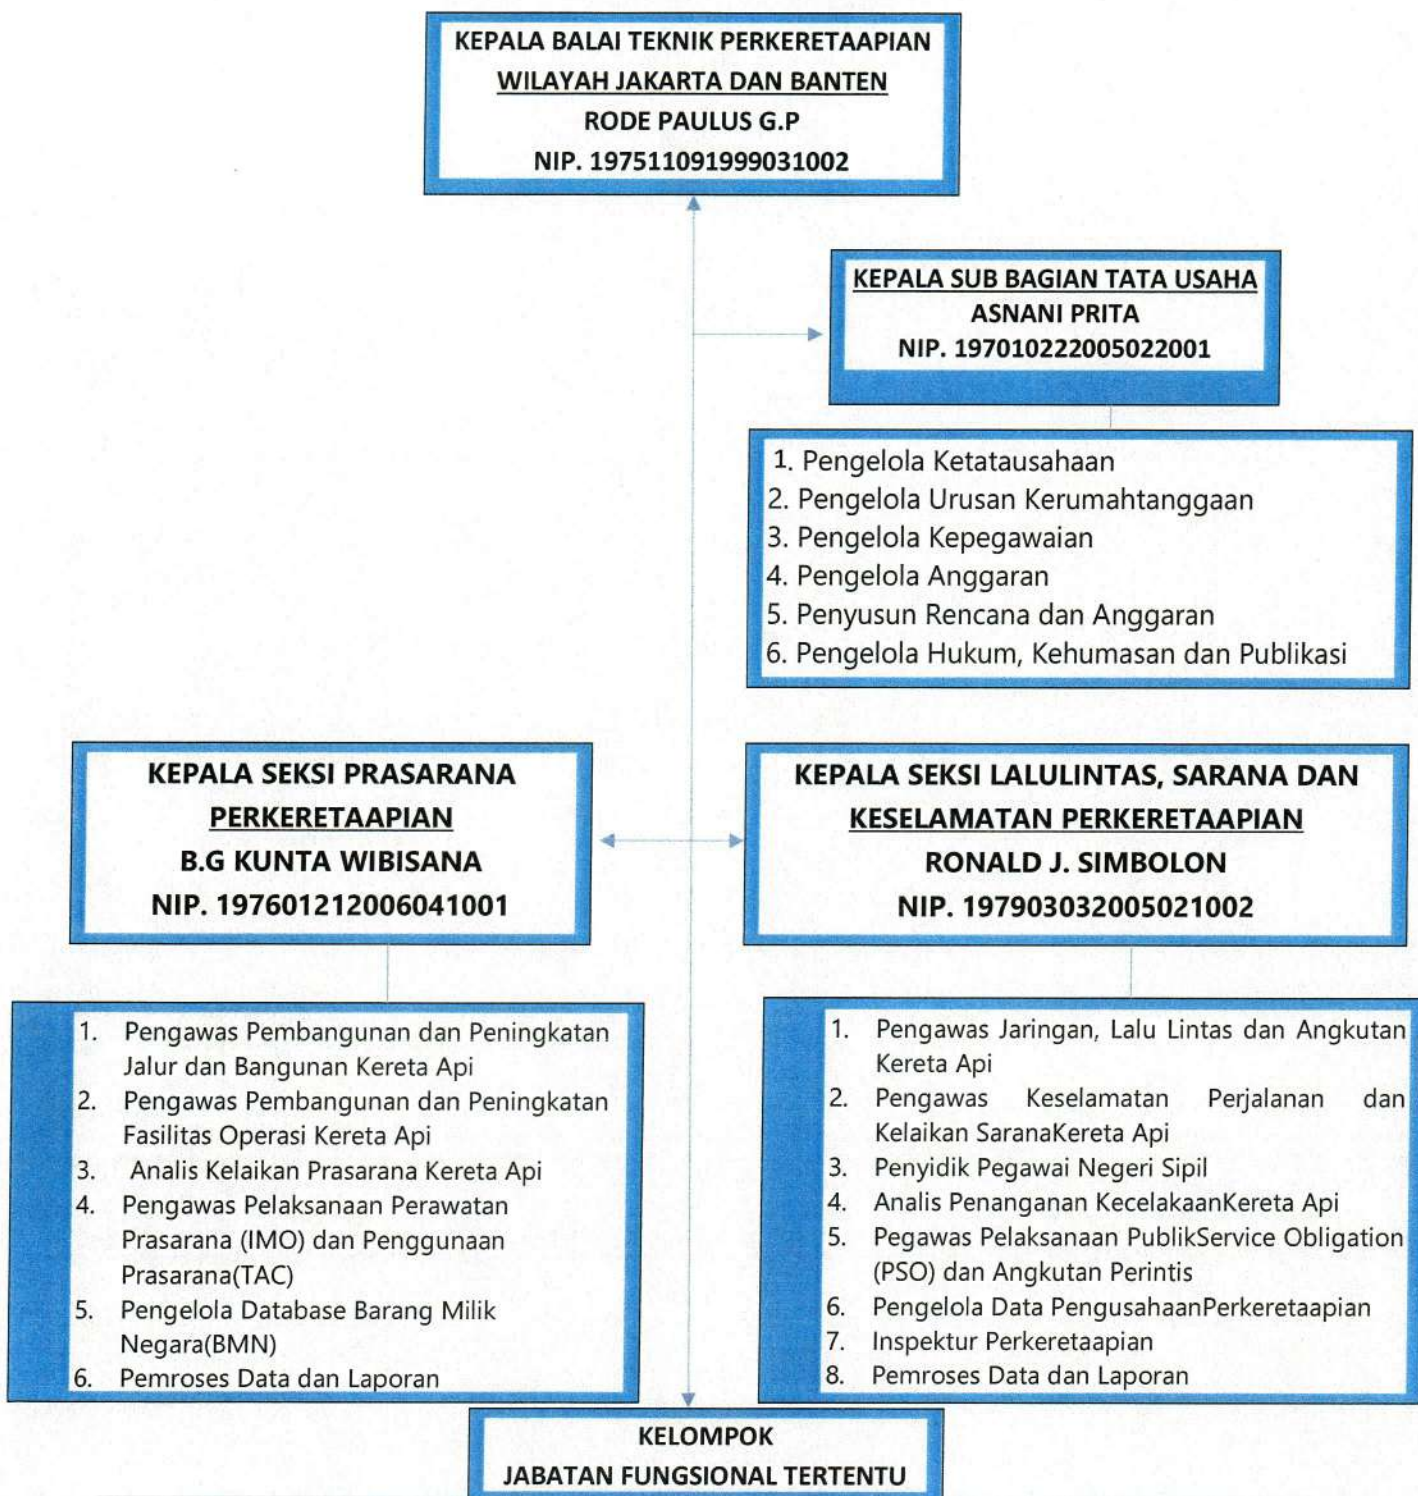 KEPALA BALAI TEKNIK PERKERETAAPIAN
WILAYAH JAKARTA DAN BANTEN
RODE PAULUS G.P
NIP. 197511091999031002
KEPALA SUB BAGIAN TATA USAHA
ASNANI PRITA
NIP. 197010222005022001
1. Pengelola Ketatausahaan
2. Pengelola Urusan Kerumahtanggaan
3. Pengelola Kepegawaian
4. Pengelola Anggaran
5. Penyusun Rencana dan Anggaran
6. Pengelola Hukum, Kehumasan dan Publikasi
KEPALA SEKSI PRASARANA
PERKERETAAPIAN
B.G KUNTA WIBISANA
NIP. 197601212006041001
KEPALA SEKSI LALULINTAS, SARANA DAN
KESELAMATAN PERKERETAAPIAN
RONALD J. SIMBOLON
NIP. 197903032005021002
1. Pengawas Pembangunan dan Peningkatan
Jalur dan Bangunan Kereta Api
2. Pengawas Pembangunan dan Peningkatan
Fasilitas Operasi Kereta Api
3. Analis Kelaikan Prasarana Kereta Api
4. Pengawas Pelaksanaan Perawatan
Prasarana (IMO) dan Penggunaan
Prasarana(TAC)
5. Pengelola Database Barang Milik
Negara(BMN)
6. Pemroses Data dan Laporan
1. Pengawas Jaringan, Lalu Lintas dan Angkutan
Kereta Api
2. Pengawas Keselamatan Perjalanan dan
Kelaikan SaranaKereta Api
3. Penyidik Pegawai Negeri Sipil
4. Analis Penanganan KecelakaanKereta Api
5. Pegawas Pelaksanaan PublikService Obligation
(PSO) dan Angkutan Perintis
6. Pengelola Data PengusahaanPerkeretaapian
7. Inspektur Perkeretaapian
8. Pemroses Data dan Laporan
KELOMPOK
JABATAN FUNGSIONAL TERTENTU